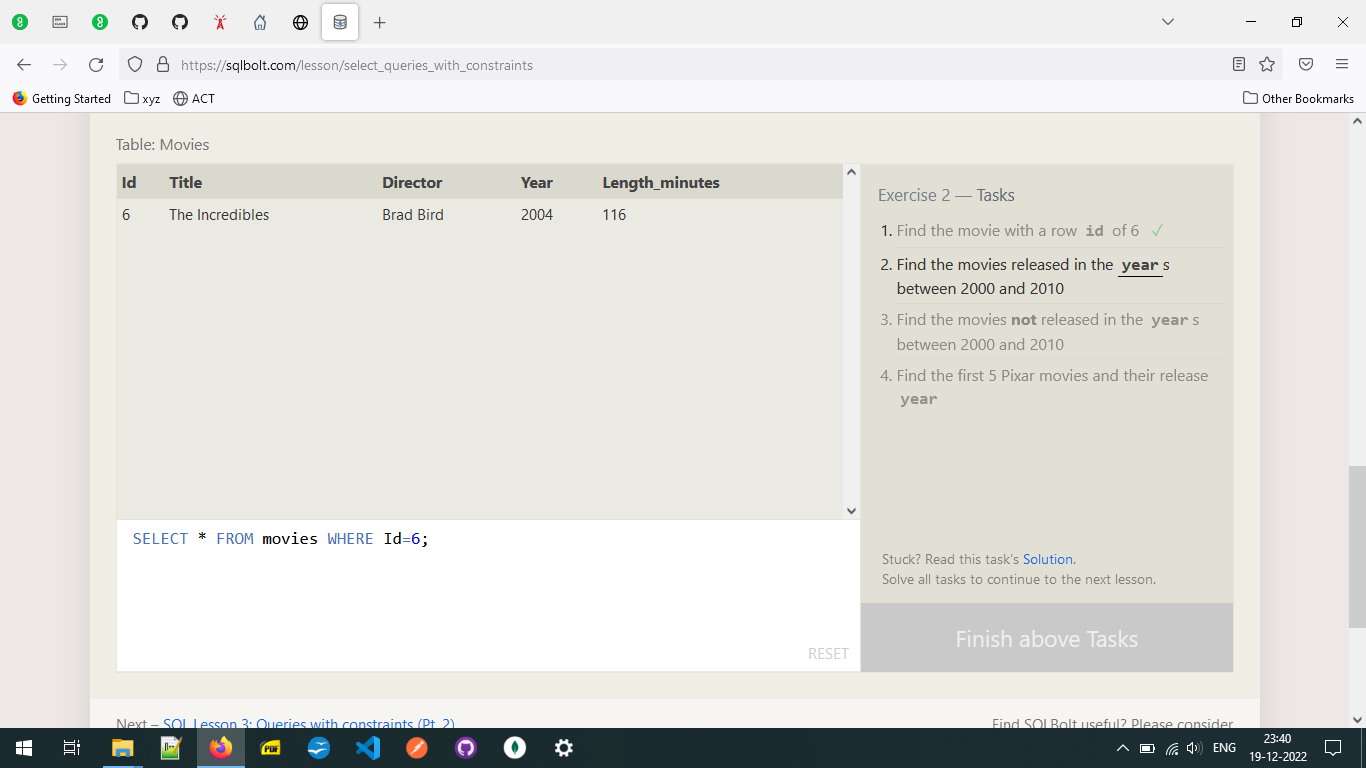 https://sqlbolt.com/lesson/select_queries_with_constraints
Getting Started xyz ACT Other Bookmarks
Table: Movies
Id Title Director Year Length_minutes
6 The Incredibles Brad Bird 2004 116
Exercise 2 — Tasks
1. Find the movie with a row id of 6 ✓
2. Find the movies released in the year s
between 2000 and 2010
3. Find the movies not released in the year s
between 2000 and 2010
4. Find the first 5 Pixar movies and their release
year
SELECT * FROM movies WHERE Id=6;
RESET
Stuck? Read this task's Solution.
Solve all tasks to continue to the next lesson.
Finish above Tasks
Next – SQL Lesson 3: Queries with constraints (Pt. 2)
Find SQLBolt useful? Please consider
PDF
ENG
23:40
19-12-2022